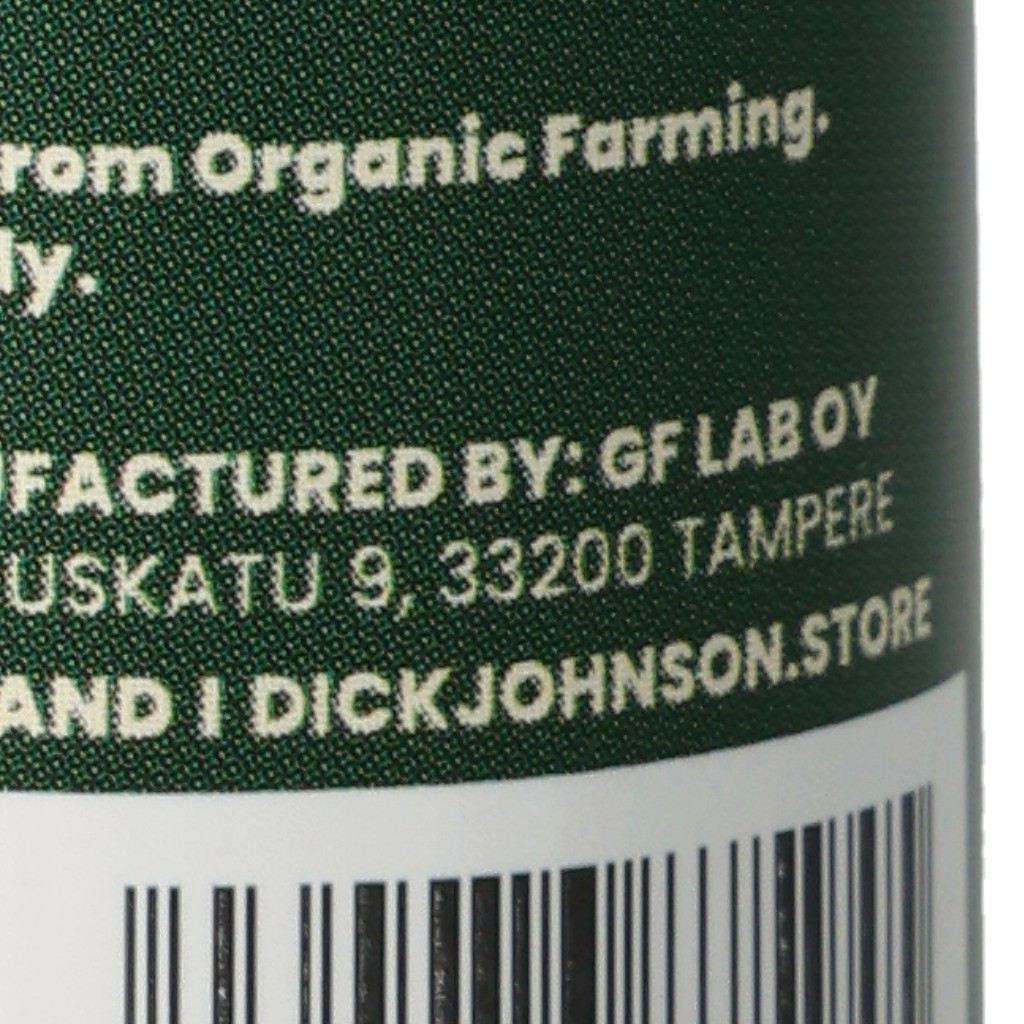 rom Organic Farming.
ly.
UFACTURED BY: GF LAB OY
USKATU 9, 33200 TAMPERE
AND I DICKJOHNSON.STORE